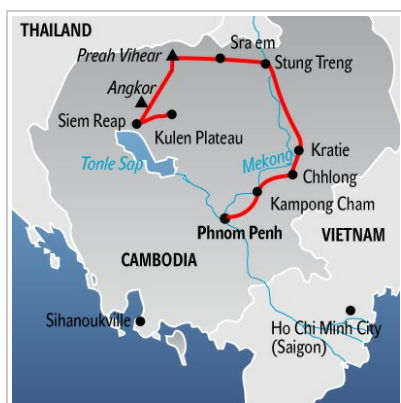 THAILAND
Sra em
Preah Vihear
Stung Treng
Angkor
Siem Reap
Kulen Plateau
Tonle Sap
Mekong
Kratie
Chhlong
Kampong Cham
Phnom Penh
VIETNAM
CAMBODIA
Sihanoukville
Ho Chi Minh City
(Saigon)